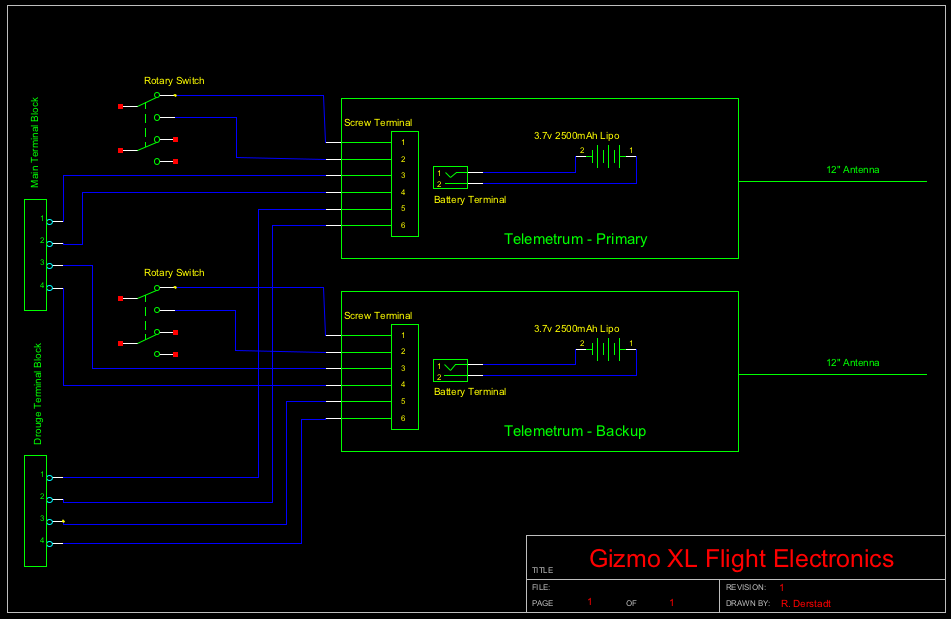 Rotary Switch
Main Terminal Block
1
2
3
4
Screw Terminal
1
2
3
4
5
6
3.7v 2500mAh Lipo
2
1
1
2
Battery Terminal
Telemetrum - Primary
12" Antenna
Rotary Switch
Drouge Terminal Block
1
2
3
4
Screw Terminal
1
2
3
4
5
6
3.7v 2500mAh Lipo
2
1
1
2
Battery Terminal
Telemetrum - Backup
12" Antenna
TITLE
Gizmo XL Flight Electronics
FILE:
REVISION: 1
PAGE 1 OF 1
DRAWN BY: R. Derstadt